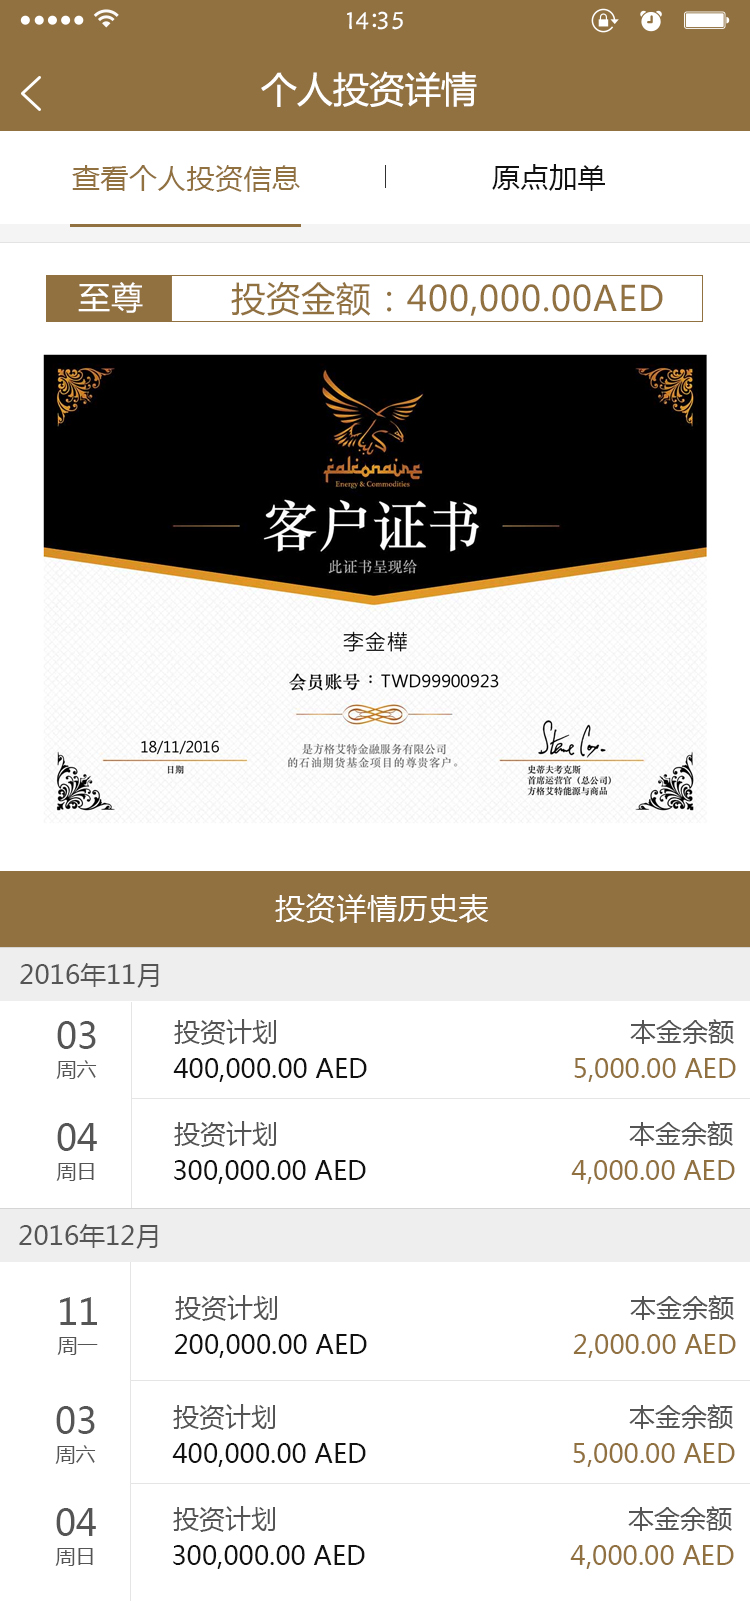 14:35
个人投资详情
查看个人投资信息
原点加单
至尊 投资金额：400,000.00AED
falconaire
Energy & Commodities
客户证书
此证书呈现给
李金樺
会员账号：TWD99900923
18/11/2016
日期
是方格艾特金融服务有限公司
的石油期货基金项目的尊贵客户。
Steve Cox.
史蒂夫考克斯
首席运营官（总公司）
方格艾特能源与商品
投资详情历史表
2016年11月
03 投资计划 本金余额
周六 400,000.00 AED 5,000.00 AED
04 投资计划 本金余额
周日 300,000.00 AED 4,000.00 AED
2016年12月
11 投资计划 本金余额
周一 200,000.00 AED 2,000.00 AED
03 投资计划 本金余额
周六 400,000.00 AED 5,000.00 AED
04 投资计划 本金余额
周日 300,000.00 AED 4,000.00 AED